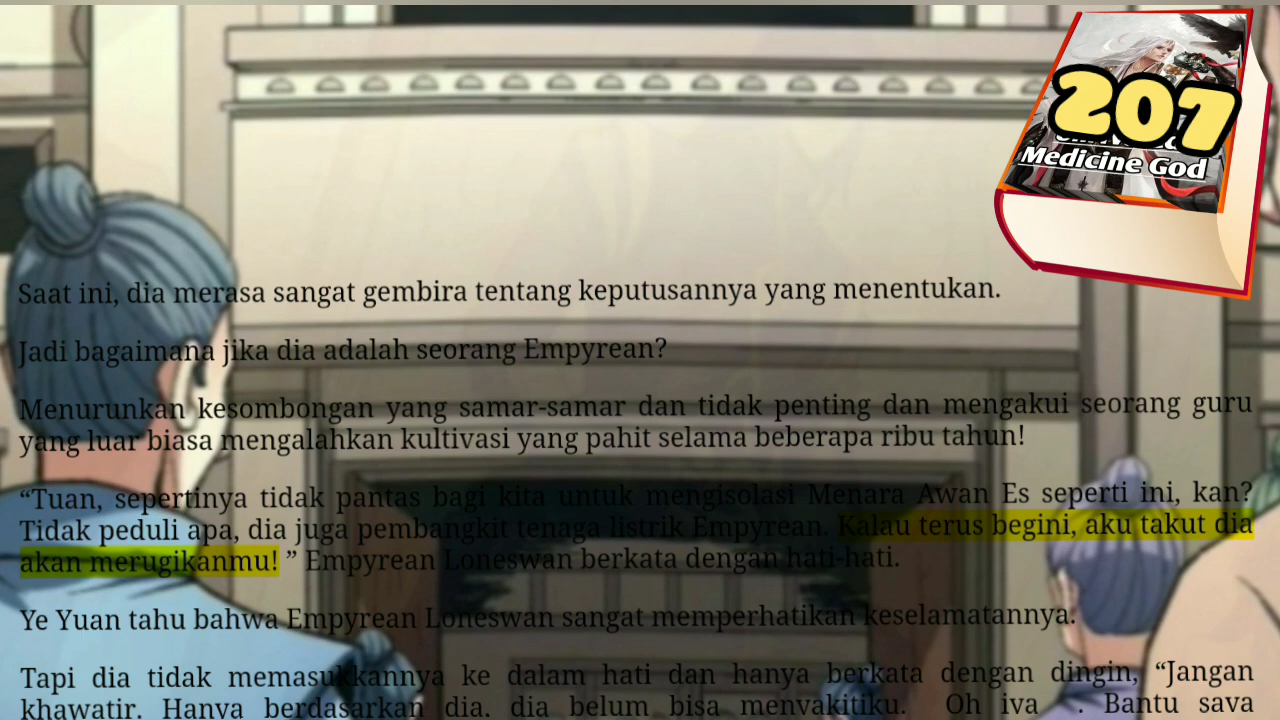 207
Medicine God
Saat ini, dia merasa sangat gembira tentang keputusannya yang menentukan.
Jadi bagaimana jika dia adalah seorang Empyrean?
Menurunkan kesombongan yang samar-samar dan tidak penting dan mengakui seorang guru
yang luar biasa mengalahkan kultivasi yang pahit selama beberapa ribu tahun!
“Tuan, sepertinya tidak pantas bagi kita untuk mengisolasi Menara Awan Es seperti ini, kan?
Tidak peduli apa, dia juga pembangkit tenaga listrik Empyrean. Kalau terus begini, aku takut dia
akan merugikanmu! ” Empyrean Loneswan berkata dengan hati-hati.
Ye Yuan tahu bahwa Empyrean Loneswan sangat memperhatikan keselamatannya.
Tapi dia tidak memasukkannya ke dalam hati dan hanya berkata dengan dingin, “Jangan
khawatir. Hanya berdasarkan dia, dia belum bisa menyakitiku. Oh iya . Bantu saya